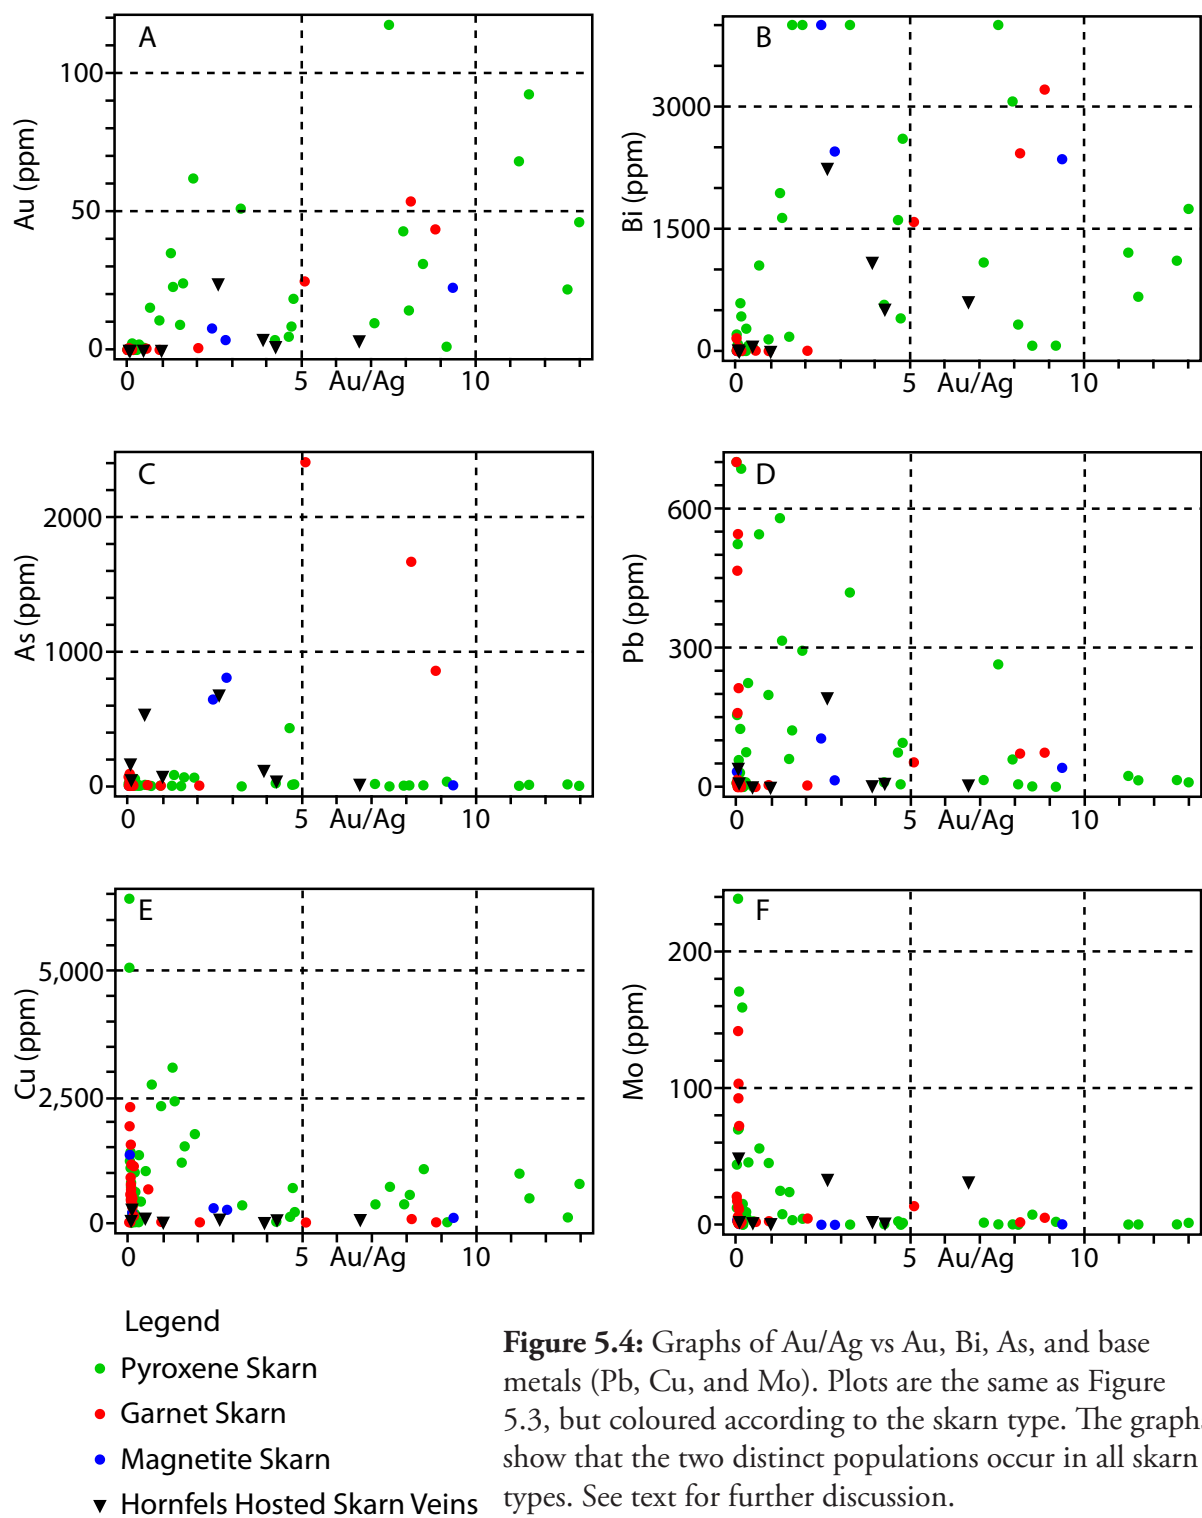 A
Au (ppm)
100
50
0
0 5 Au/Ag 10
B
Bi (ppm)
3000
1500
0
0 5 Au/Ag 10
C
As (ppm)
2000
1000
0
0 5 Au/Ag 10
D
Pb (ppm)
600
300
0
0 5 Au/Ag 10
E
Cu (ppm)
5,000
2,500
0
0 5 Au/Ag 10
F
Mo (ppm)
200
100
0
0 5 Au/Ag 10
Legend
Pyroxene Skarn
Garnet Skarn
Magnetite Skarn
Hornfels Hosted Skarn Veins
Figure 5.4: Graphs of Au/Ag vs Au, Bi, As, and base
metals (Pb, Cu, and Mo). Plots are the same as Figure
5.3, but coloured according to the skarn type. The graphs
show that the two distinct populations occur in all skarn
types. See text for further discussion.